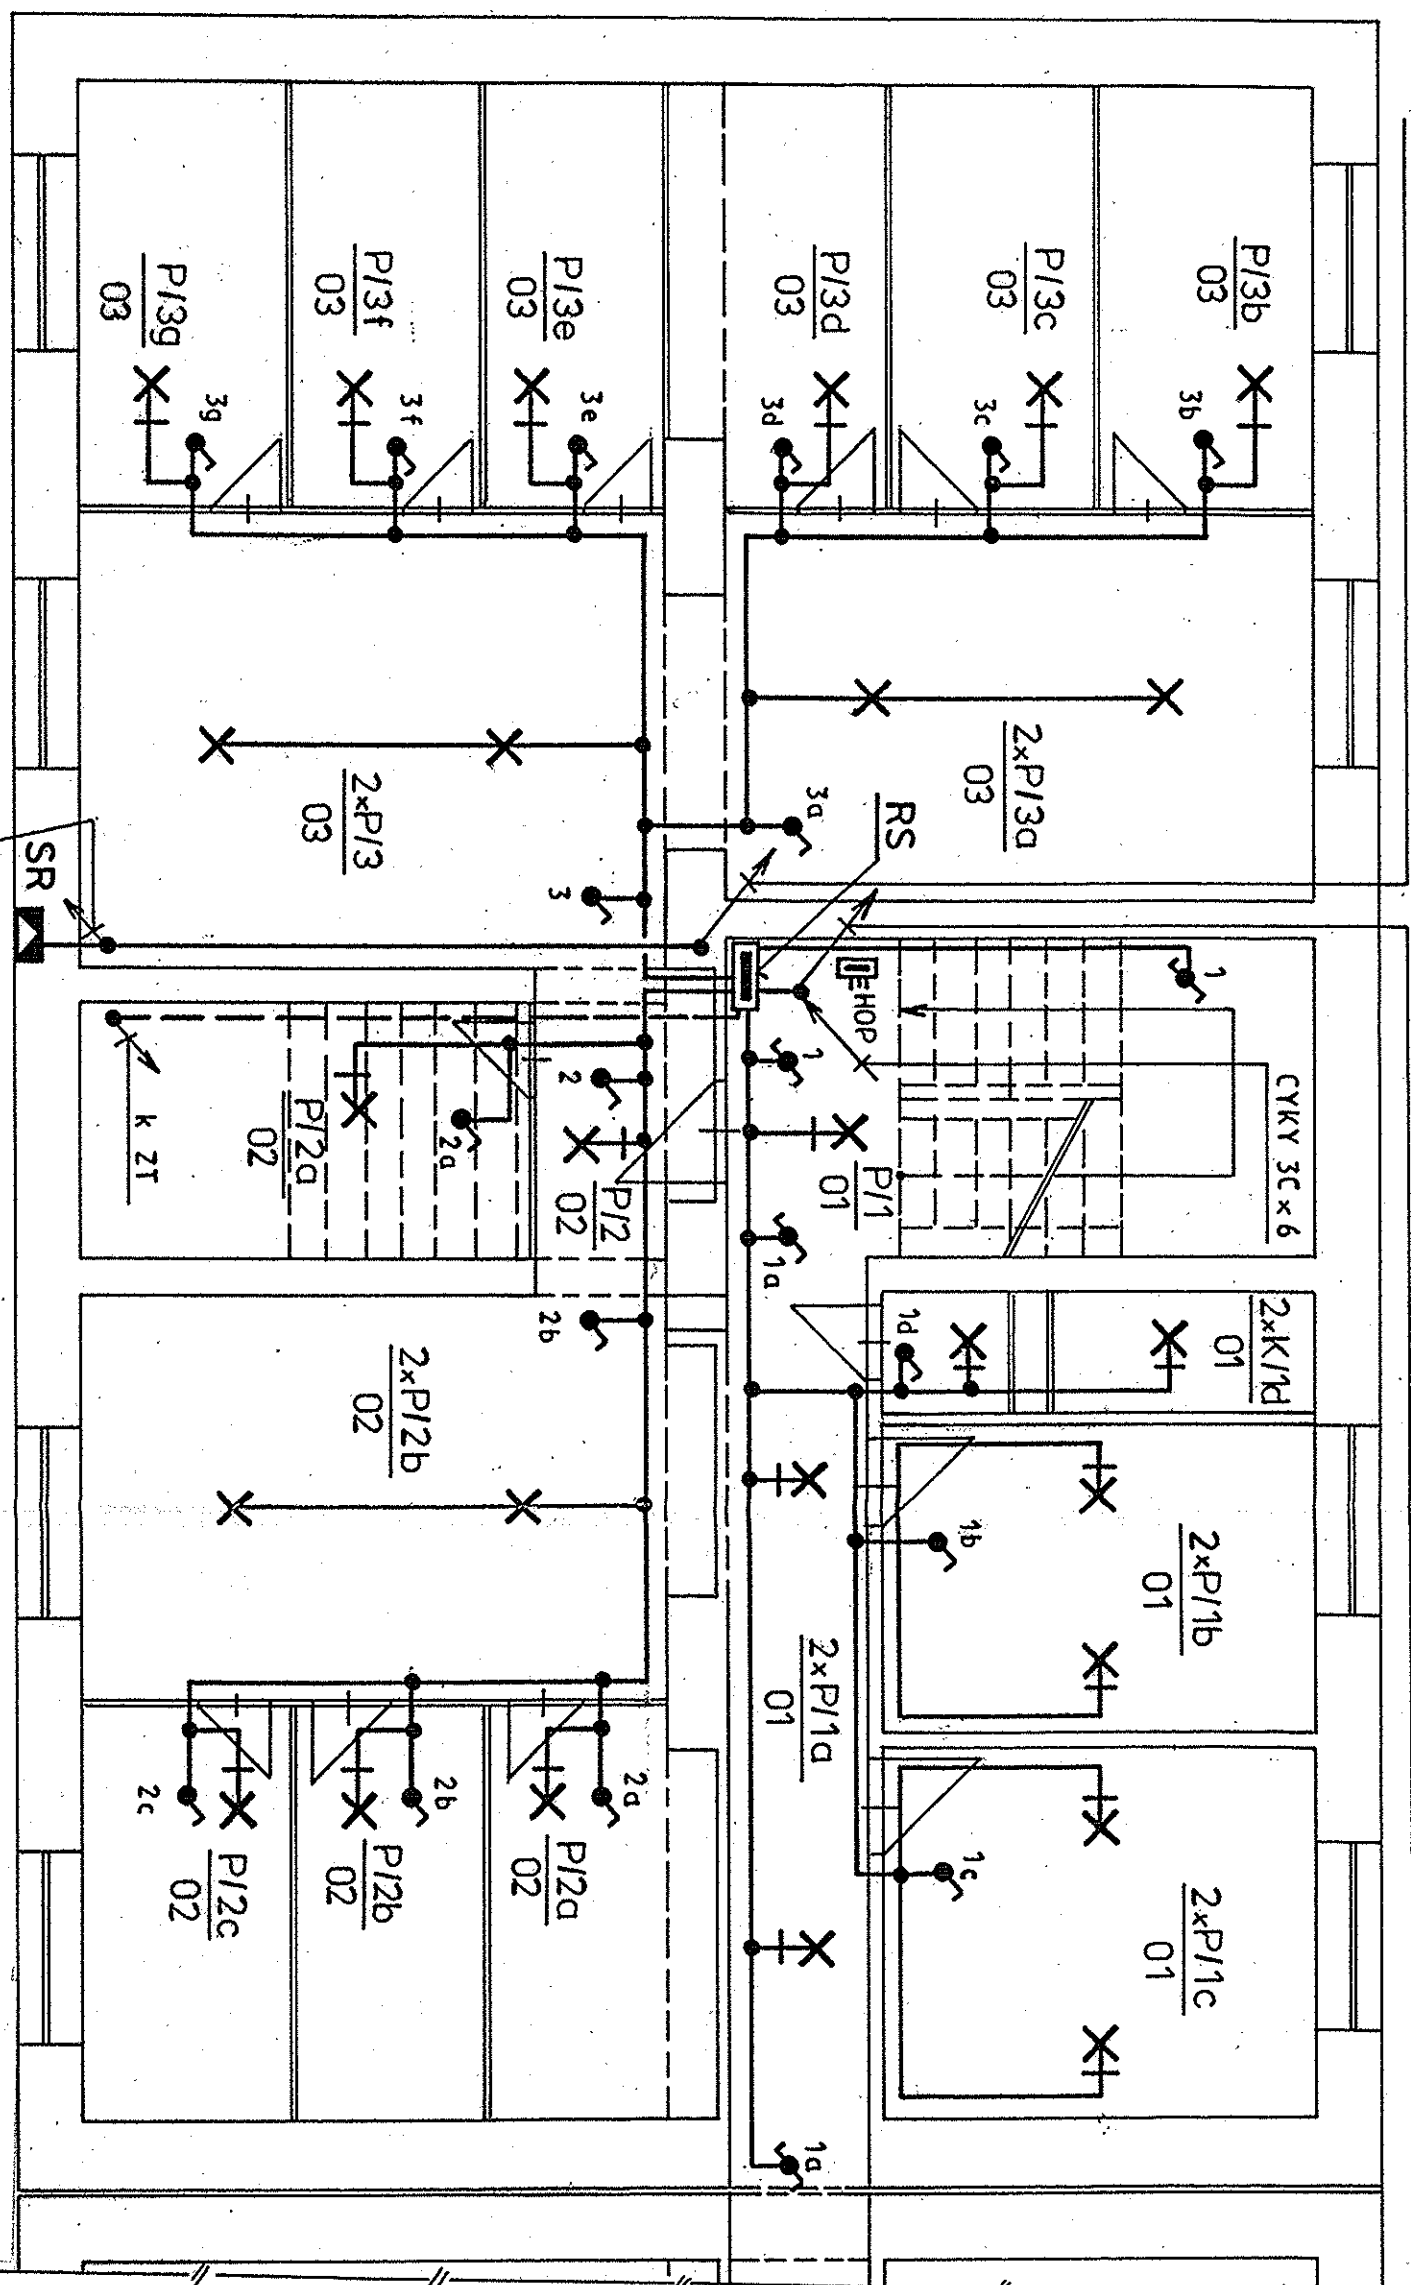 P/3g
03
P/3f
03
P/3e
03
P/3d
03
P/3c
03
P/3b
03
3g
3f
3e
3d
3c
3b
2xP/3
03
2xP/3a
03
3a
3
RS
SR
EHOP
1
CYKY 3C x 6
k ZT
P/2a
02
2a
2
P/2
02
1
P/1
01
1a
2b
2xP/2b
02
1d
2xK/1d
01
1b
2xP/1b
01
2xP/1a
01
2c
2b
2a
P/2c
02
P/2b
02
P/2a
02
1c
2xP/1c
01
1a